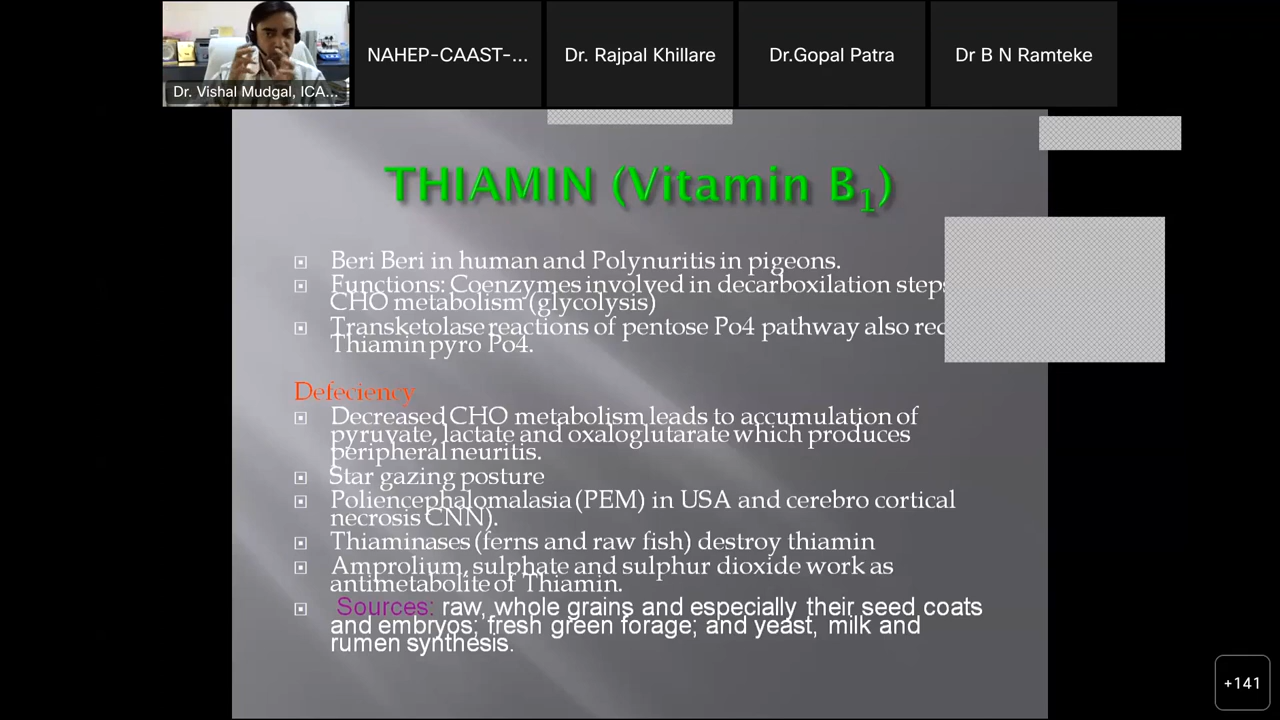 Dr. Vishal Mudgal, ICA...
NAHEP-CAAST-...
Dr. Rajpal Khillare
Dr.Gopal Patra
Dr B N Ramteke
THIAMIN (Vitamin B1)
Beri Beri in human and Polynuritis in pigeons.
Functions: Coenzymes involved in decarboxilation steps
CHO metabolism (glycolysis)
Transketolase reactions of pentose Po4 pathway also
Thiamin pyro Po4.
Defeciency
Decreased CHO metabolism leads to accumulation of
pyruvate, lactate and oxaloglutarate which produces
peripheral neuritis.
Star gazing posture
Poliencephalomalasia (PEM) in USA and cerebro cortical
necrosis CNN).
Thiaminases (ferns and raw fish) destroy thiamin
Amprolium, sulphate and sulphur dioxide work as
antimetabolite of Thiamin.
Sources: raw, whole grains and especially their seed coats
and embryos; fresh green forage; and yeast, milk and
rumen synthesis.
+141